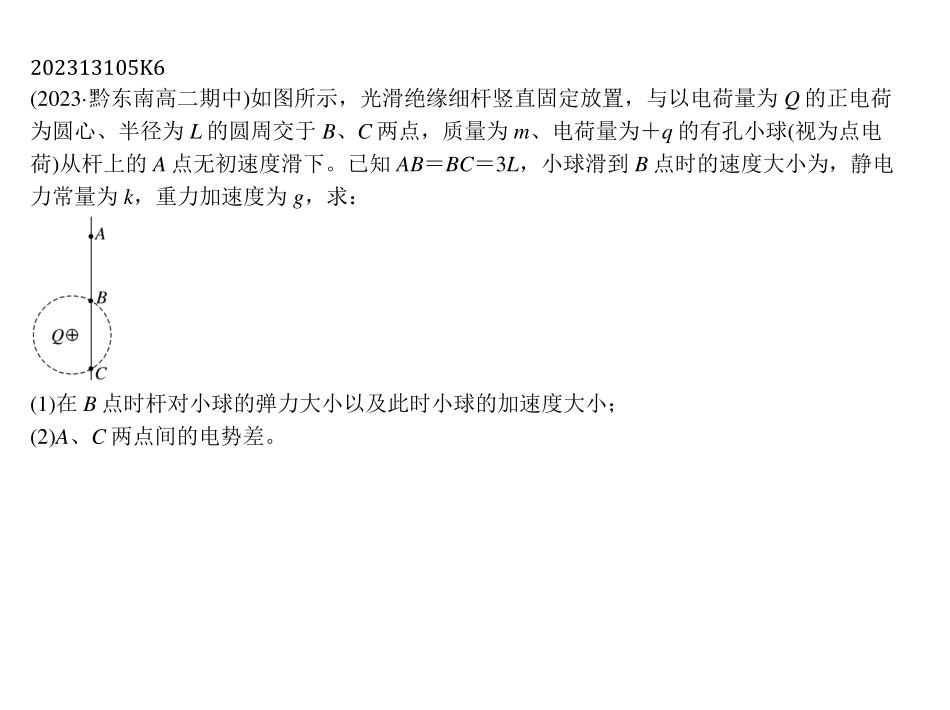 202313105K6
(2023·黔东南高二期中)如图所示，光滑绝缘细杆竖直固定放置，与以电荷量为 Q 的正电荷
为圆心、半径为 L 的圆周交于 B、C 两点，质量为 m、电荷量为＋q 的有孔小球(视为点电
荷)从杆上的 A 点无初速度滑下。已知 AB＝BC＝3L，小球滑到 B 点时的速度大小为，静电
力常量为 k，重力加速度为 g，求：
A
B
Q
C
(1)在 B 点时杆对小球的弹力大小以及此时小球的加速度大小；
(2)A、C 两点间的电势差。